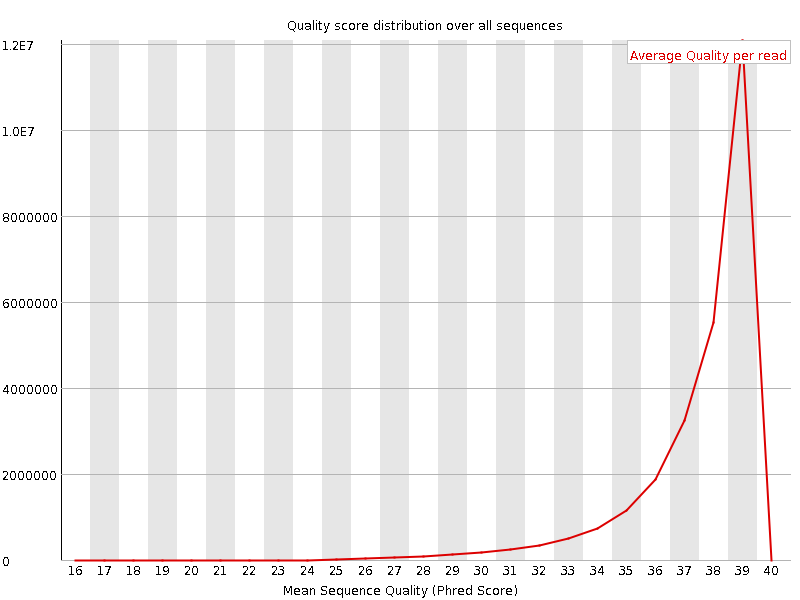 Quality score distribution over all sequences
Average Quality per read
1.2E7
1.0E7
8000000
6000000
4000000
2000000
0
16 17 18 19 20 21 22 23 24 25 26 27 28 29 30 31 32 33 34 35 36 37 38 39 40
Mean Sequence Quality (Phred Score)